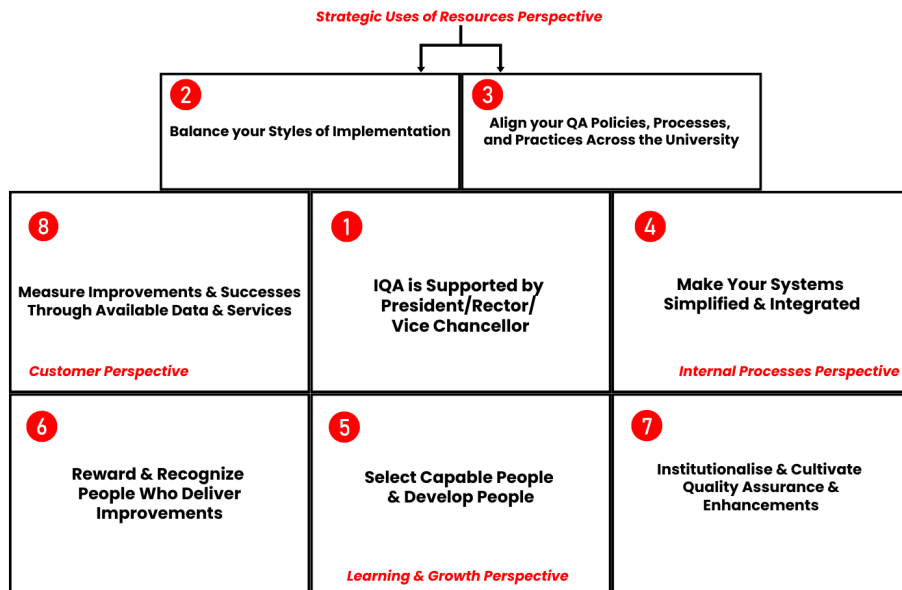 Strategic Uses of Resources Perspective
2
Balance your Styles of Implementation
3
Align your QA Policies, Processes,
and Practices Across the University
8
Measure Improvements & Successes
Through Available Data & Services
Customer Perspective
1
IQA is Supported by
President/Rector/
Vice Chancellor
4
Make Your Systems
Simplified & Integrated
Internal Processes Perspective
6
Reward & Recognize
People Who Deliver
Improvements
5
Select Capable People
& Develop People
Learning & Growth Perspective
7
Institutionalise & Cultivate
Quality Assurance &
Enhancements